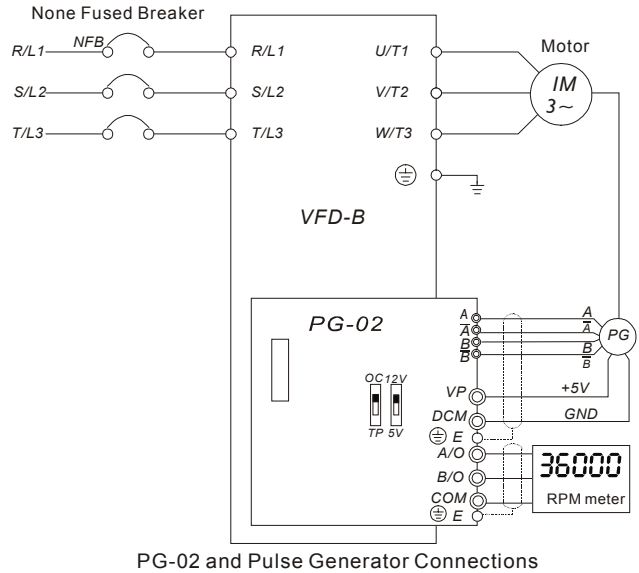 None Fused Breaker
R/L1 NFB R/L1 U/T1 Motor
S/L2 S/L2 V/T2 IM
3~
T/L3 T/L3 W/T3
VFD-B
PG-02
A A
A̅ A̅
B B
B̅ B̅
PG
OC 12V
TP 5V
VP +5V
DCM GND
E
A/O
B/O
COM
E
36000
RPM meter
PG-02 and Pulse Generator Connections